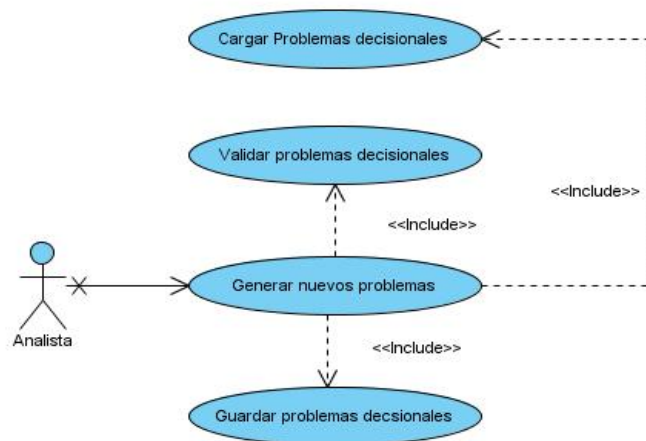 Cargar Problemas decisionales
Validar problemas decisionales
<<Include>>
<<Include>>
Generar nuevos problemas
Analista
<<Include>>
Guardar problemas decsionales